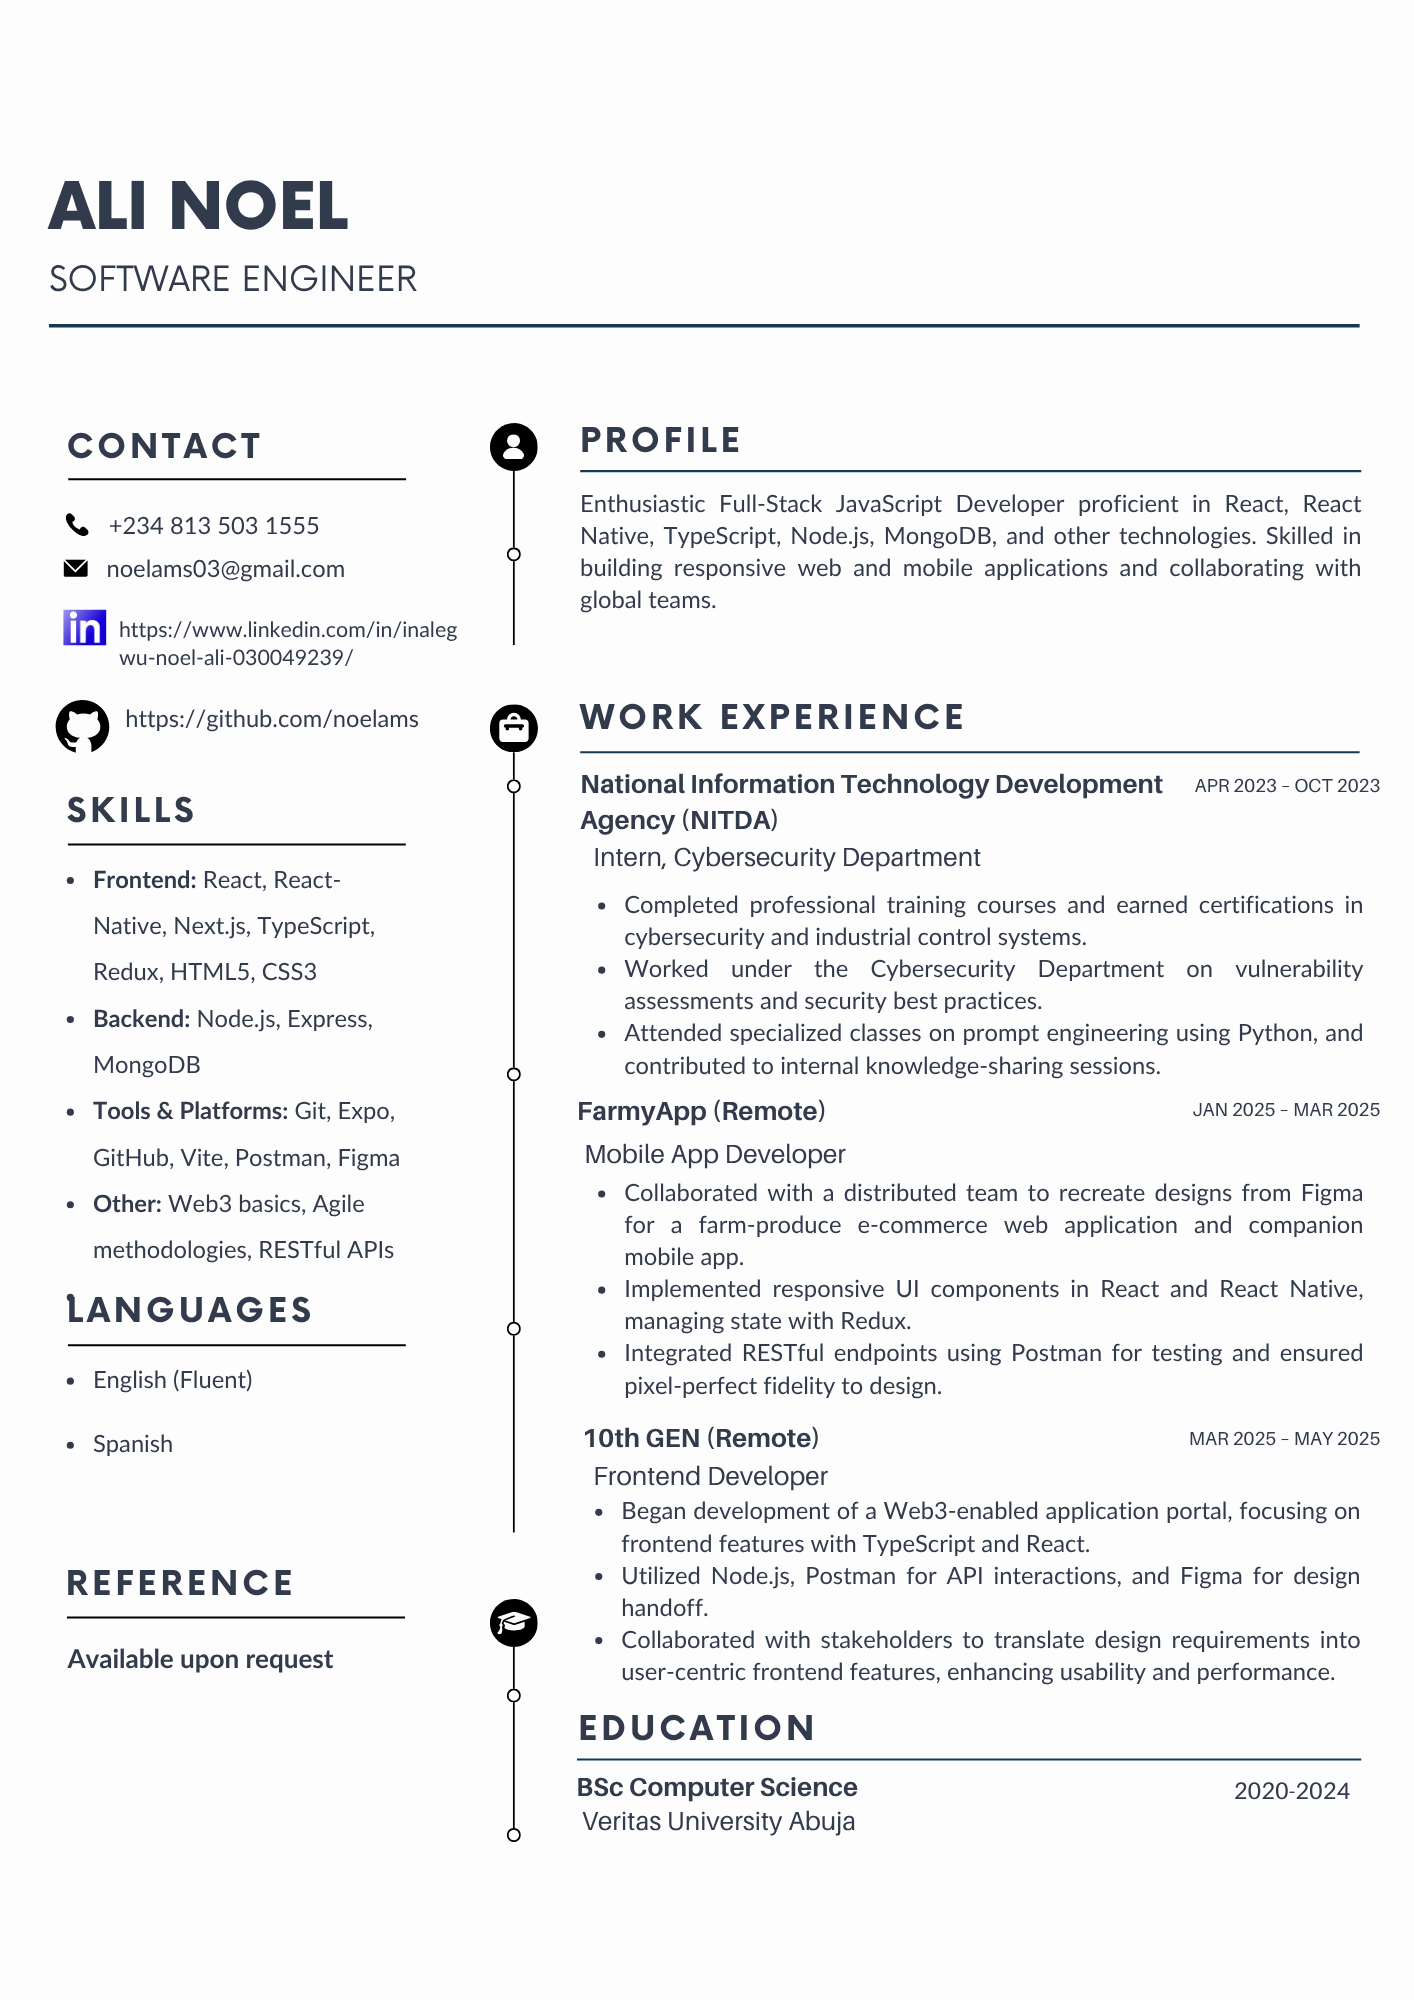 ALI NOEL
SOFTWARE ENGINEER
CONTACT
+234 813 503 1555
noelams03@gmail.com
in
https://www.linkedin.com/in/inaleg
wu-noel-ali-030049239/
https://github.com/noelams
SKILLS
• Frontend: React, React-
Native, Next.js, TypeScript,
Redux, HTML5, CSS3
• Backend: Node.js, Express,
MongoDB
• Tools & Platforms: Git, Expo,
GitHub, Vite, Postman, Figma
• Other: Web3 basics, Agile
methodologies, RESTful APIs
LANGUAGES
• English (Fluent)
• Spanish
REFERENCE
Available upon request
PROFILE
Enthusiastic Full-Stack JavaScript Developer proficient in React, React
Native, TypeScript, Node.js, MongoDB, and other technologies. Skilled in
building responsive web and mobile applications and collaborating with
global teams.
WORK EXPERIENCE
National Information Technology Development APR 2023 – OCT 2023
Agency (NITDA)
Intern, Cybersecurity Department
• Completed professional training courses and earned certifications in
cybersecurity and industrial control systems.
• Worked under the Cybersecurity Department on vulnerability
assessments and security best practices.
• Attended specialized classes on prompt engineering using Python, and
contributed to internal knowledge-sharing sessions.
FarmyApp (Remote) JAN 2025 – MAR 2025
Mobile App Developer
• Collaborated with a distributed team to recreate designs from Figma
for a farm-produce e-commerce web application and companion
mobile app.
• Implemented responsive UI components in React and React Native,
managing state with Redux.
• Integrated RESTful endpoints using Postman for testing and ensured
pixel-perfect fidelity to design.
10th GEN (Remote) MAR 2025 – MAY 2025
Frontend Developer
• Began development of a Web3-enabled application portal, focusing on
frontend features with TypeScript and React.
• Utilized Node.js, Postman for API interactions, and Figma for design
handoff.
• Collaborated with stakeholders to translate design requirements into
user-centric frontend features, enhancing usability and performance.
EDUCATION
BSc Computer Science 2020-2024
Veritas University Abuja